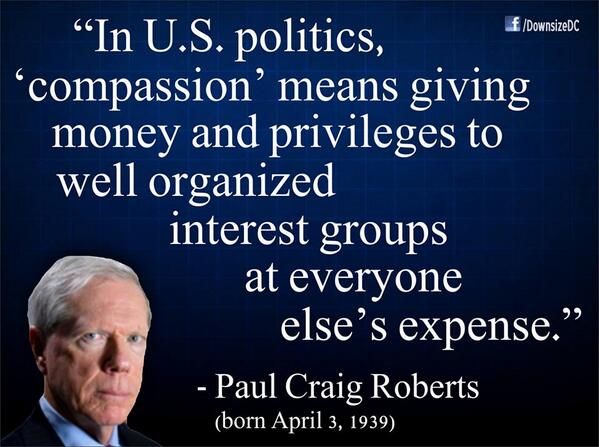 f /DownsizeDC
“In U.S. politics,
‘compassion’ means giving
money and privileges to
well organized
interest groups
at everyone
else’s expense.”
- Paul Craig Roberts
(born April 3, 1939)